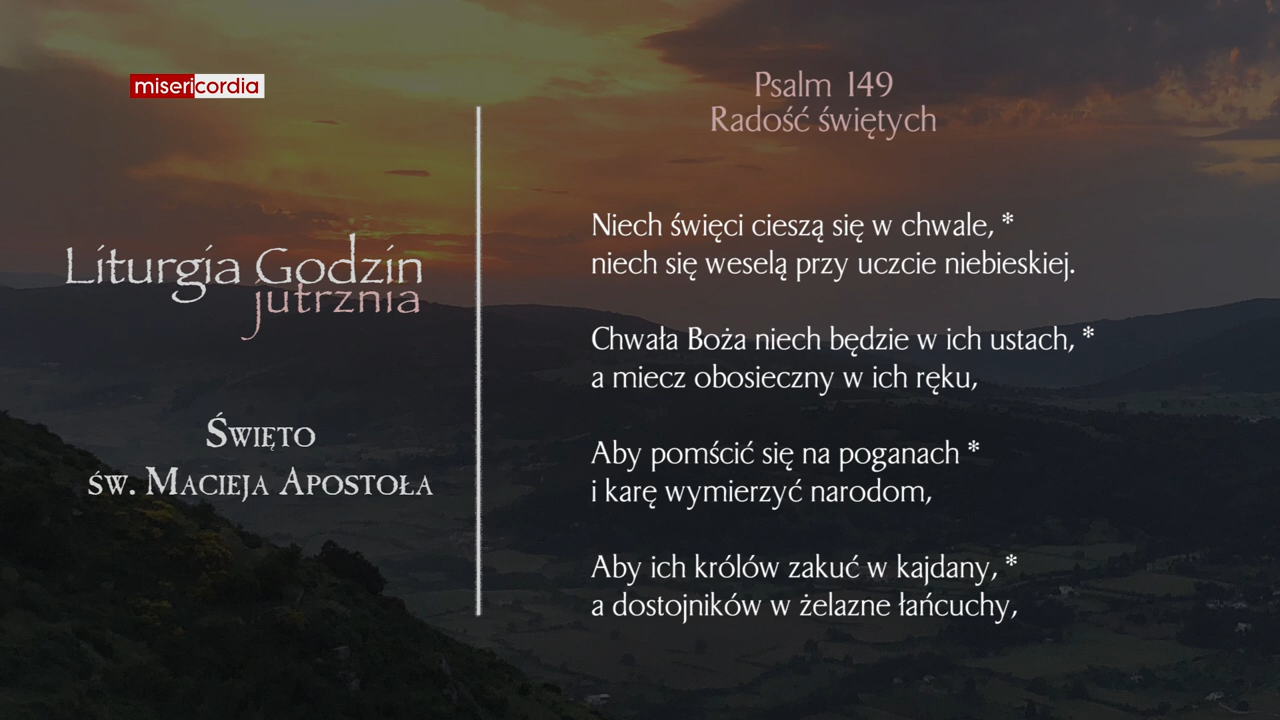 misericordia
Liturgia Godzin
jutrznia
Święto
św. Macieja Apostoła
Psalm 149
Radość świętych
Niech święci cieszą się w chwale, *
niech się weselą przy uczcie niebieskiej.
Chwała Boża niech będzie w ich ustach, *
a miecz obosieczny w ich ręku,
Aby pomścić się na poganach *
i karę wymierzyć narodom,
Aby ich królów zakuć w kajdany, *
a dostojników w żelazne łańcuchy,